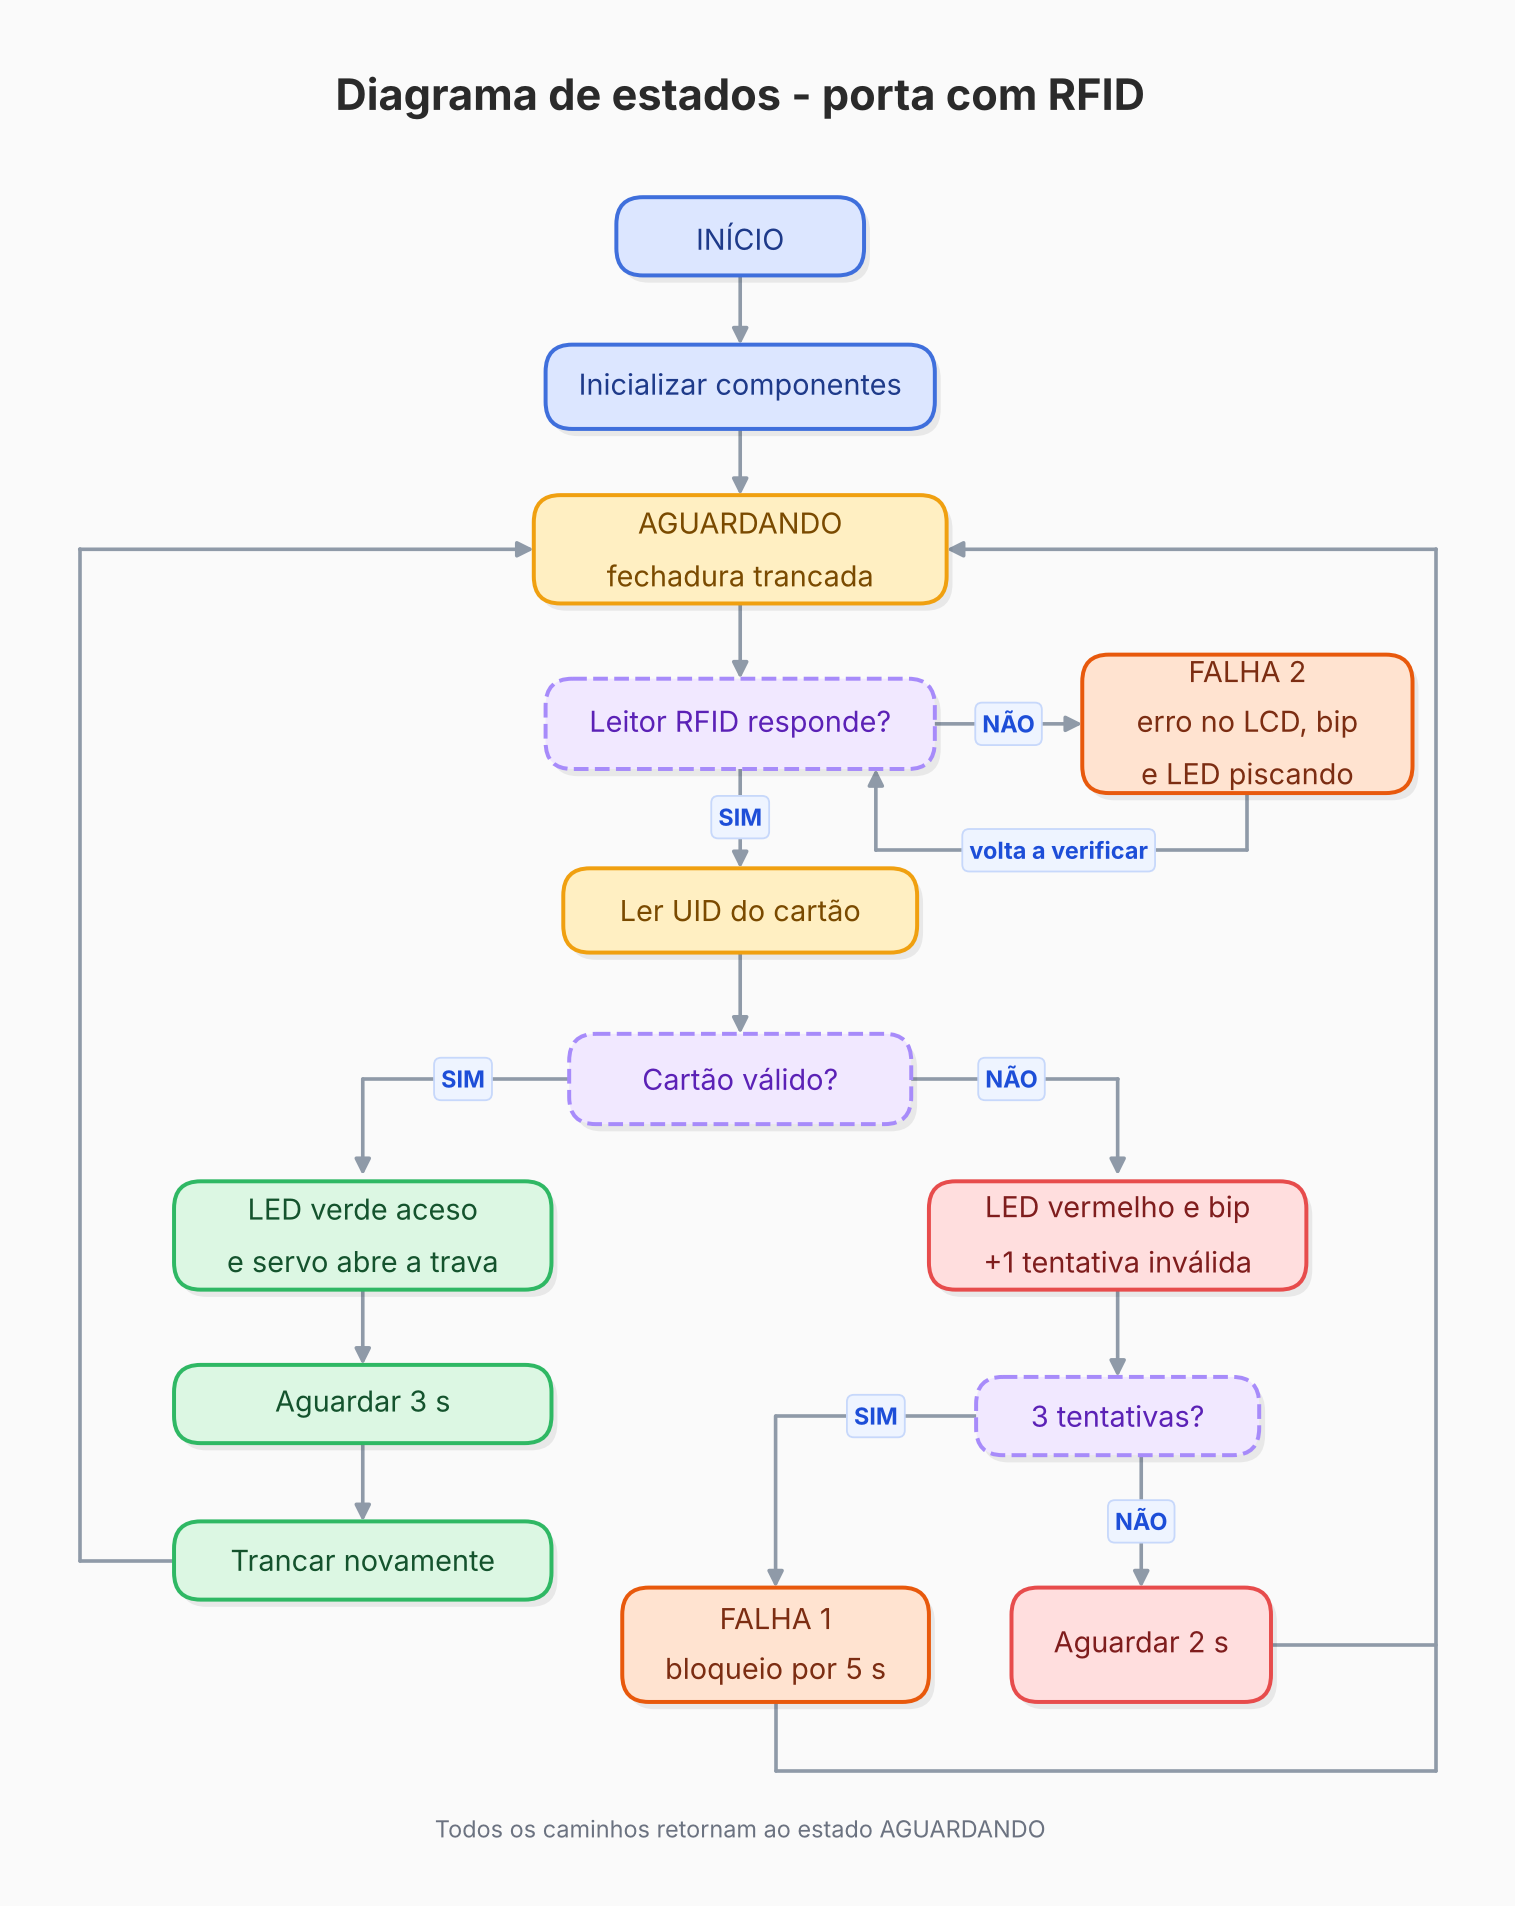 Diagrama de estados - porta com RFID
INÍCIO
Inicializar componentes
AGUARDANDO
fechadura trancada
Leitor RFID responde?
NÃO
FALHA 2
erro no LCD, bip
e LED piscando
SIM
volta a verificar
Ler UID do cartão
Cartão válido?
SIM
NÃO
LED verde aceso
e servo abre a trava
LED vermelho e bip
+1 tentativa inválida
Aguardar 3 s
3 tentativas?
SIM
NÃO
Trancar novamente
FALHA 1
bloqueio por 5 s
Aguardar 2 s
Todos os caminhos retornam ao estado AGUARDANDO